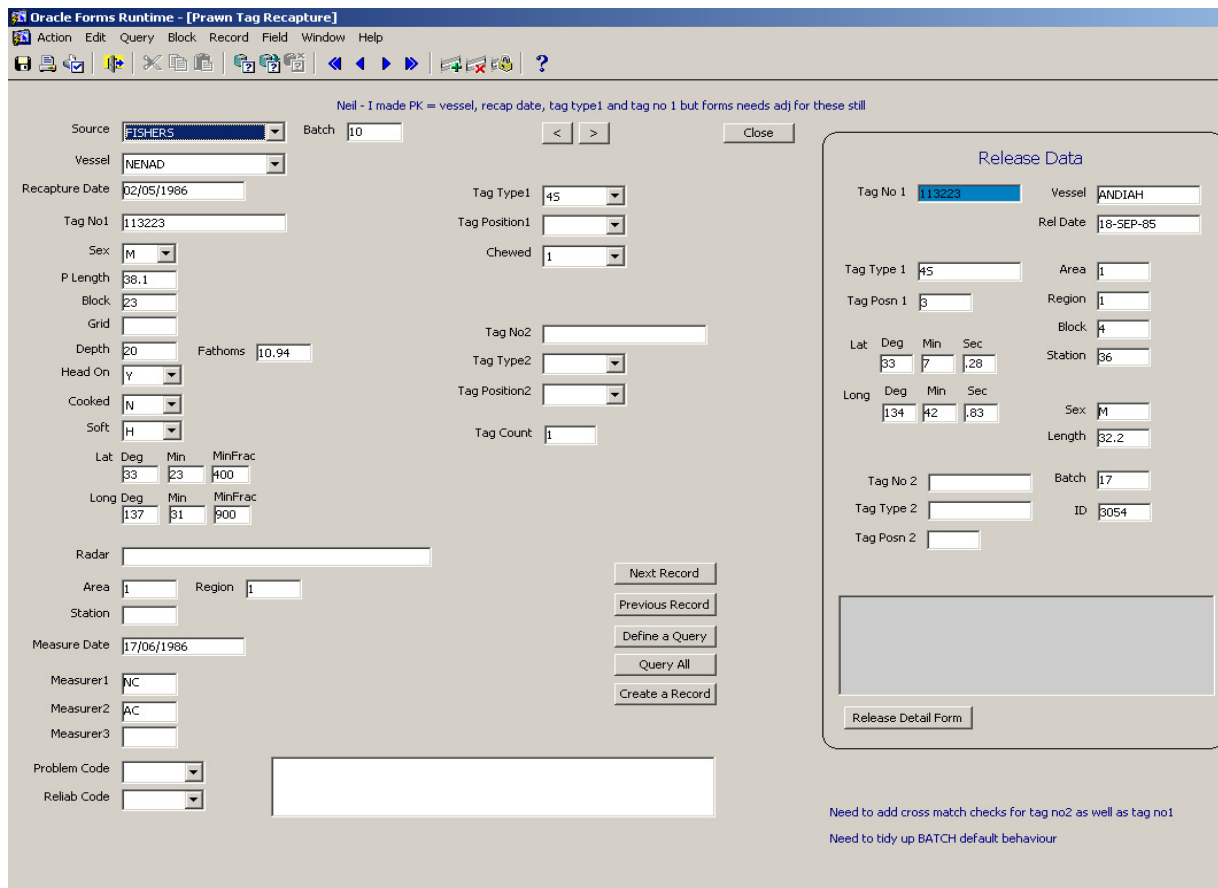 Oracle Forms Runtime - [Prawn Tag Recapture]
Action Edit Query Block Record Field Window Help
Neil - I made PK = vessel, recap date, tag type1 and tag no 1 but forms needs adj for these still
Source FISHERS Batch 10 < > Close
Vessel NENAD
Recapture Date 02/05/1986
Tag No1 113223
Sex M
P Length 38.1
Block 23
Grid
Depth 20 Fathoms 10.94
Head On Y
Cooked N
Soft H
Lat Deg Min MinFrac
33 23 400
Long Deg Min MinFrac
137 31 900
Tag Type1 4S
Tag Position1
Chewed 1
Tag No2
Tag Type2
Tag Position2
Tag Count 1
Radar
Area 1 Region 1
Station
Measure Date 17/06/1986
Measurer1 NC
Measurer2 AC
Measurer3
Problem Code
Reliab Code
Next Record
Previous Record
Define a Query
Query All
Create a Record
Release Data
Tag No 1 113223 Vessel ANDIAH
Rel Date 18-SEP-85
Tag Type 1 4S Area 1
Tag Posn 1 3 Region 1
Block 4
Lat Deg Min Sec
33 7 .28
Station 36
Long Deg Min Sec
134 42 .83
Sex M
Length 32.2
Tag No 2 Batch 17
Tag Type 2 ID 3054
Tag Posn 2
Release Detail Form
Need to add cross match checks for tag no2 as well as tag no1
Need to tidy up BATCH default behaviour